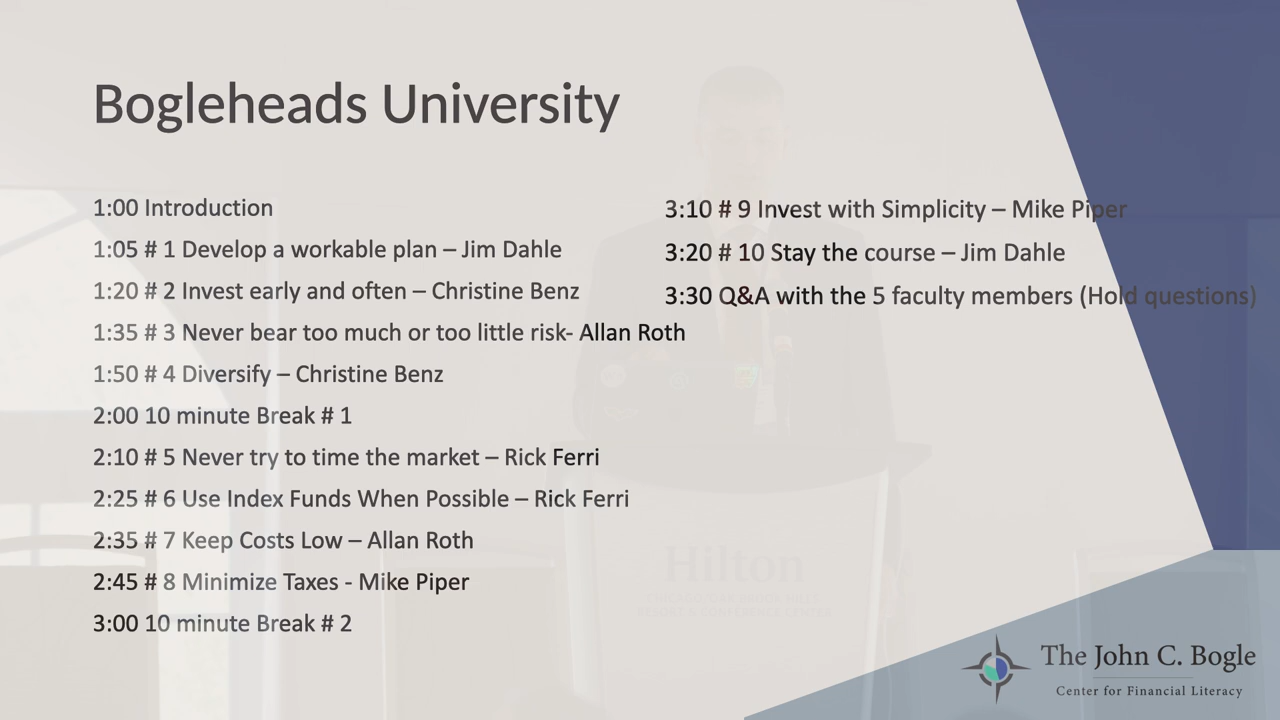 Bogleheads University
1:00 Introduction
1:05 # 1 Develop a workable plan – Jim Dahle
1:20 # 2 Invest early and often – Christine Benz
1:35 # 3 Never bear too much or too little risk- Allan Roth
1:50 # 4 Diversify – Christine Benz
2:00 10 minute Break # 1
2:10 # 5 Never try to time the market – Rick Ferri
2:25 # 6 Use Index Funds When Possible – Rick Ferri
2:35 # 7 Keep Costs Low – Allan Roth
2:45 # 8 Minimize Taxes - Mike Piper
3:00 10 minute Break # 2
3:10 # 9 Invest with Simplicity – Mike Piper
3:20 # 10 Stay the course – Jim Dahle
3:30 Q&A with the 5 faculty members (Hold questions)
Hilton
The John C. Bogle
Center for Financial Literacy